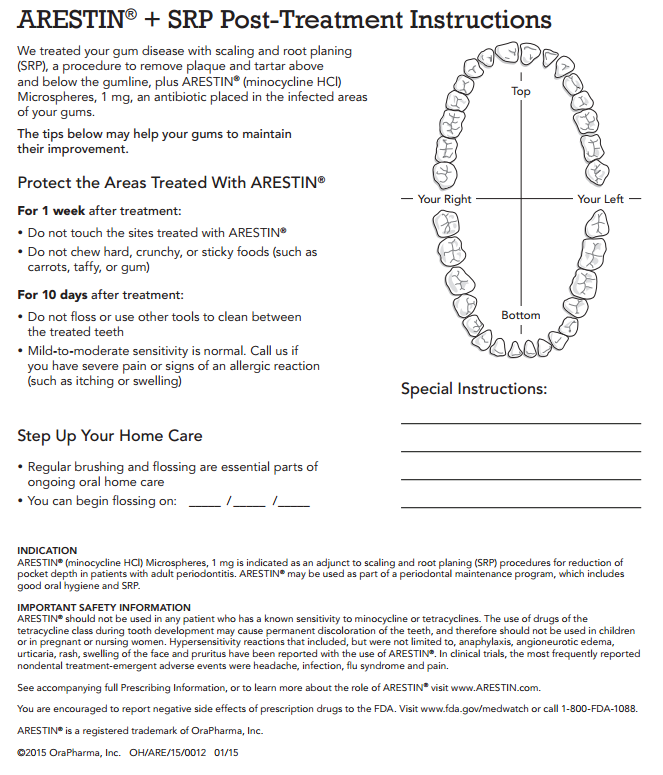 ARESTIN® + SRP Post-Treatment Instructions
We treated your gum disease with scaling and root planing
(SRP), a procedure to remove plaque and tartar above
and below the gumline, plus ARESTIN® (minocycline HCl)
Microspheres, 1 mg, an antibiotic placed in the infected areas
of your gums.
The tips below may help your gums to maintain
their improvement.
Protect the Areas Treated With ARESTIN®
For 1 week after treatment:
• Do not touch the sites treated with ARESTIN®
• Do not chew hard, crunchy, or sticky foods (such as
carrots, taffy, or gum)
For 10 days after treatment:
• Do not floss or use other tools to clean between
the treated teeth
• Mild-to-moderate sensitivity is normal. Call us if
you have severe pain or signs of an allergic reaction
(such as itching or swelling)
Step Up Your Home Care
• Regular brushing and flossing are essential parts of
ongoing oral home care
• You can begin flossing on: _____ /_____ /_____
Top
Your Right
Your Left
Bottom
Special Instructions:
INDICATION
ARESTIN® (minocycline HCl) Microspheres, 1 mg is indicated as an adjunct to scaling and root planing (SRP) procedures for reduction of
pocket depth in patients with adult periodontitis. ARESTIN® may be used as part of a periodontal maintenance program, which includes
good oral hygiene and SRP.
IMPORTANT SAFETY INFORMATION
ARESTIN® should not be used in any patient who has a known sensitivity to minocycline or tetracyclines. The use of drugs of the
tetracycline class during tooth development may cause permanent discoloration of the teeth, and therefore should not be used in children
or in pregnant or nursing women. Hypersensitivity reactions that included, but were not limited to, anaphylaxis, angioneurotic edema,
urticaria, rash, swelling of the face and pruritus have been reported with the use of ARESTIN®. In clinical trials, the most frequently reported
nondental treatment-emergent adverse events were headache, infection, flu syndrome and pain.
See accompanying full Prescribing Information, or to learn more about the role of ARESTIN® visit www.ARESTIN.com.
You are encouraged to report negative side effects of prescription drugs to the FDA. Visit www.fda.gov/medwatch or call 1-800-FDA-1088.
ARESTIN® is a registered trademark of OraPharma, Inc.
©2015 OraPharma, Inc. OH/ARE/15/0012 01/15